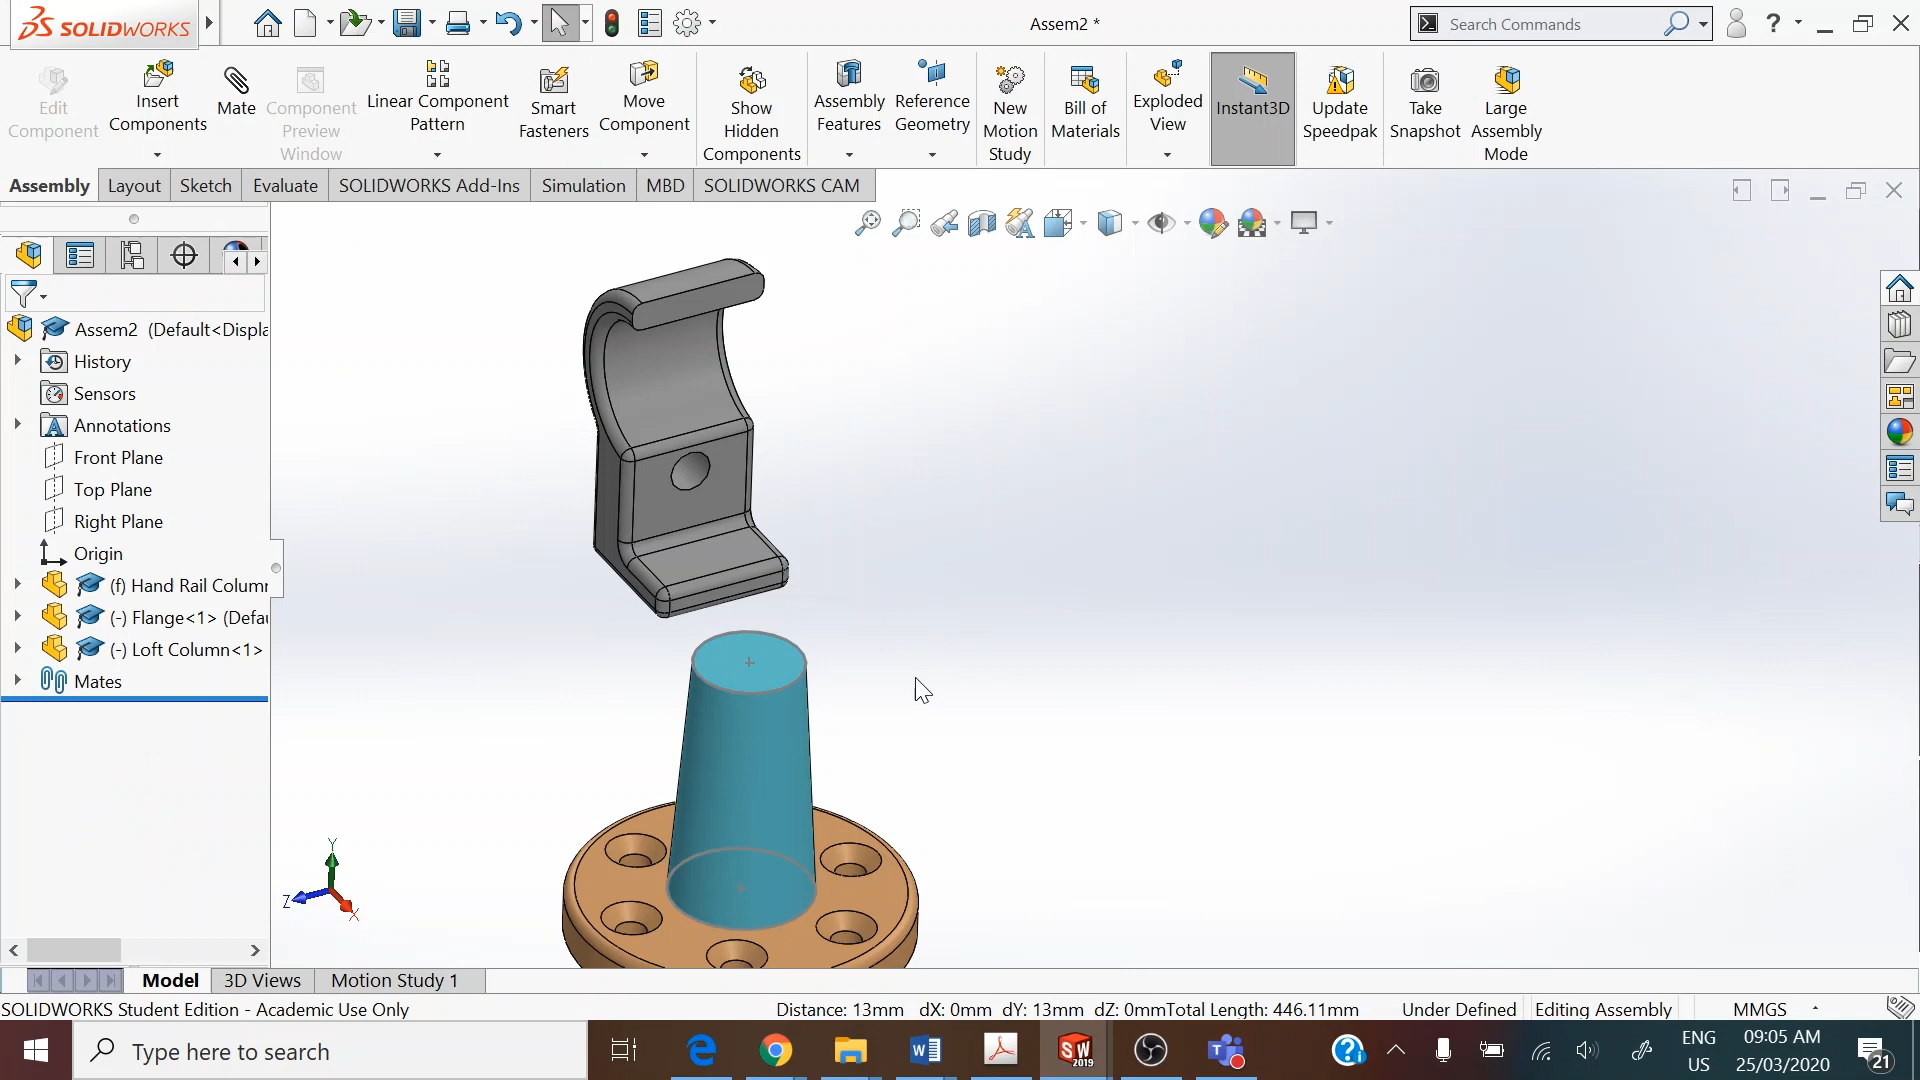 SOLIDWORKS
Assem2 *
Search Commands
?
Edit
Component
Insert
Components
Mate
Component
Preview
Window
Linear Component
Pattern
Smart
Fasteners
Move
Component
Show
Hidden
Components
Assembly
Features
Reference
Geometry
New
Motion
Study
Bill of
Materials
Exploded
View
Instant3D
Update
Speedpak
Take
Snapshot
Large
Assembly
Mode
Assembly Layout Sketch Evaluate SOLIDWORKS Add-Ins Simulation MBD SOLIDWORKS CAM
Assem2 (Default<Displa
History
Sensors
Annotations
Front Plane
Top Plane
Right Plane
Origin
(f) Hand Rail Column
(-) Flange<1> (Defau
(-) Loft Column<1>
Mates
Y
Z
X
Model 3D Views Motion Study 1
SOLIDWORKS Student Edition - Academic Use Only
Distance: 13mm dX: 0mm dY: 13mm dZ: 0mmTotal Length: 446.11mm Under Defined Editing Assembly MMGS
Type here to search
SW
2019
ENG
US
09:05 AM
25/03/2020
21